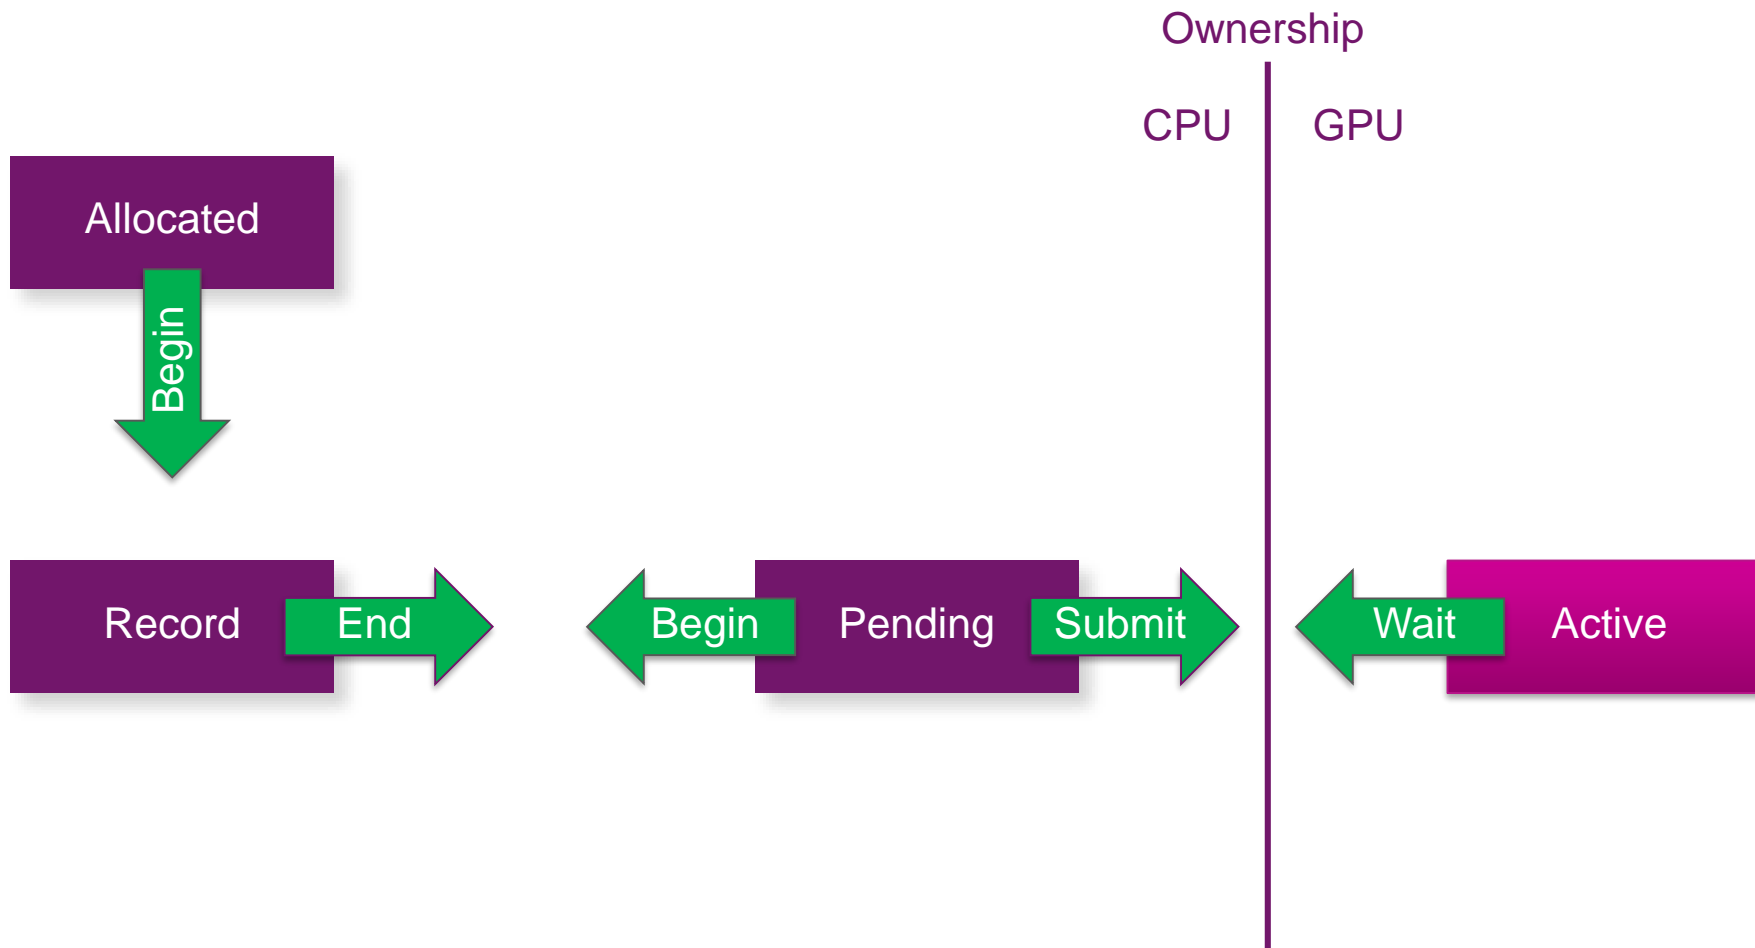 Ownership
CPU GPU
Allocated
Begin
Record End Begin Pending Submit Wait Active